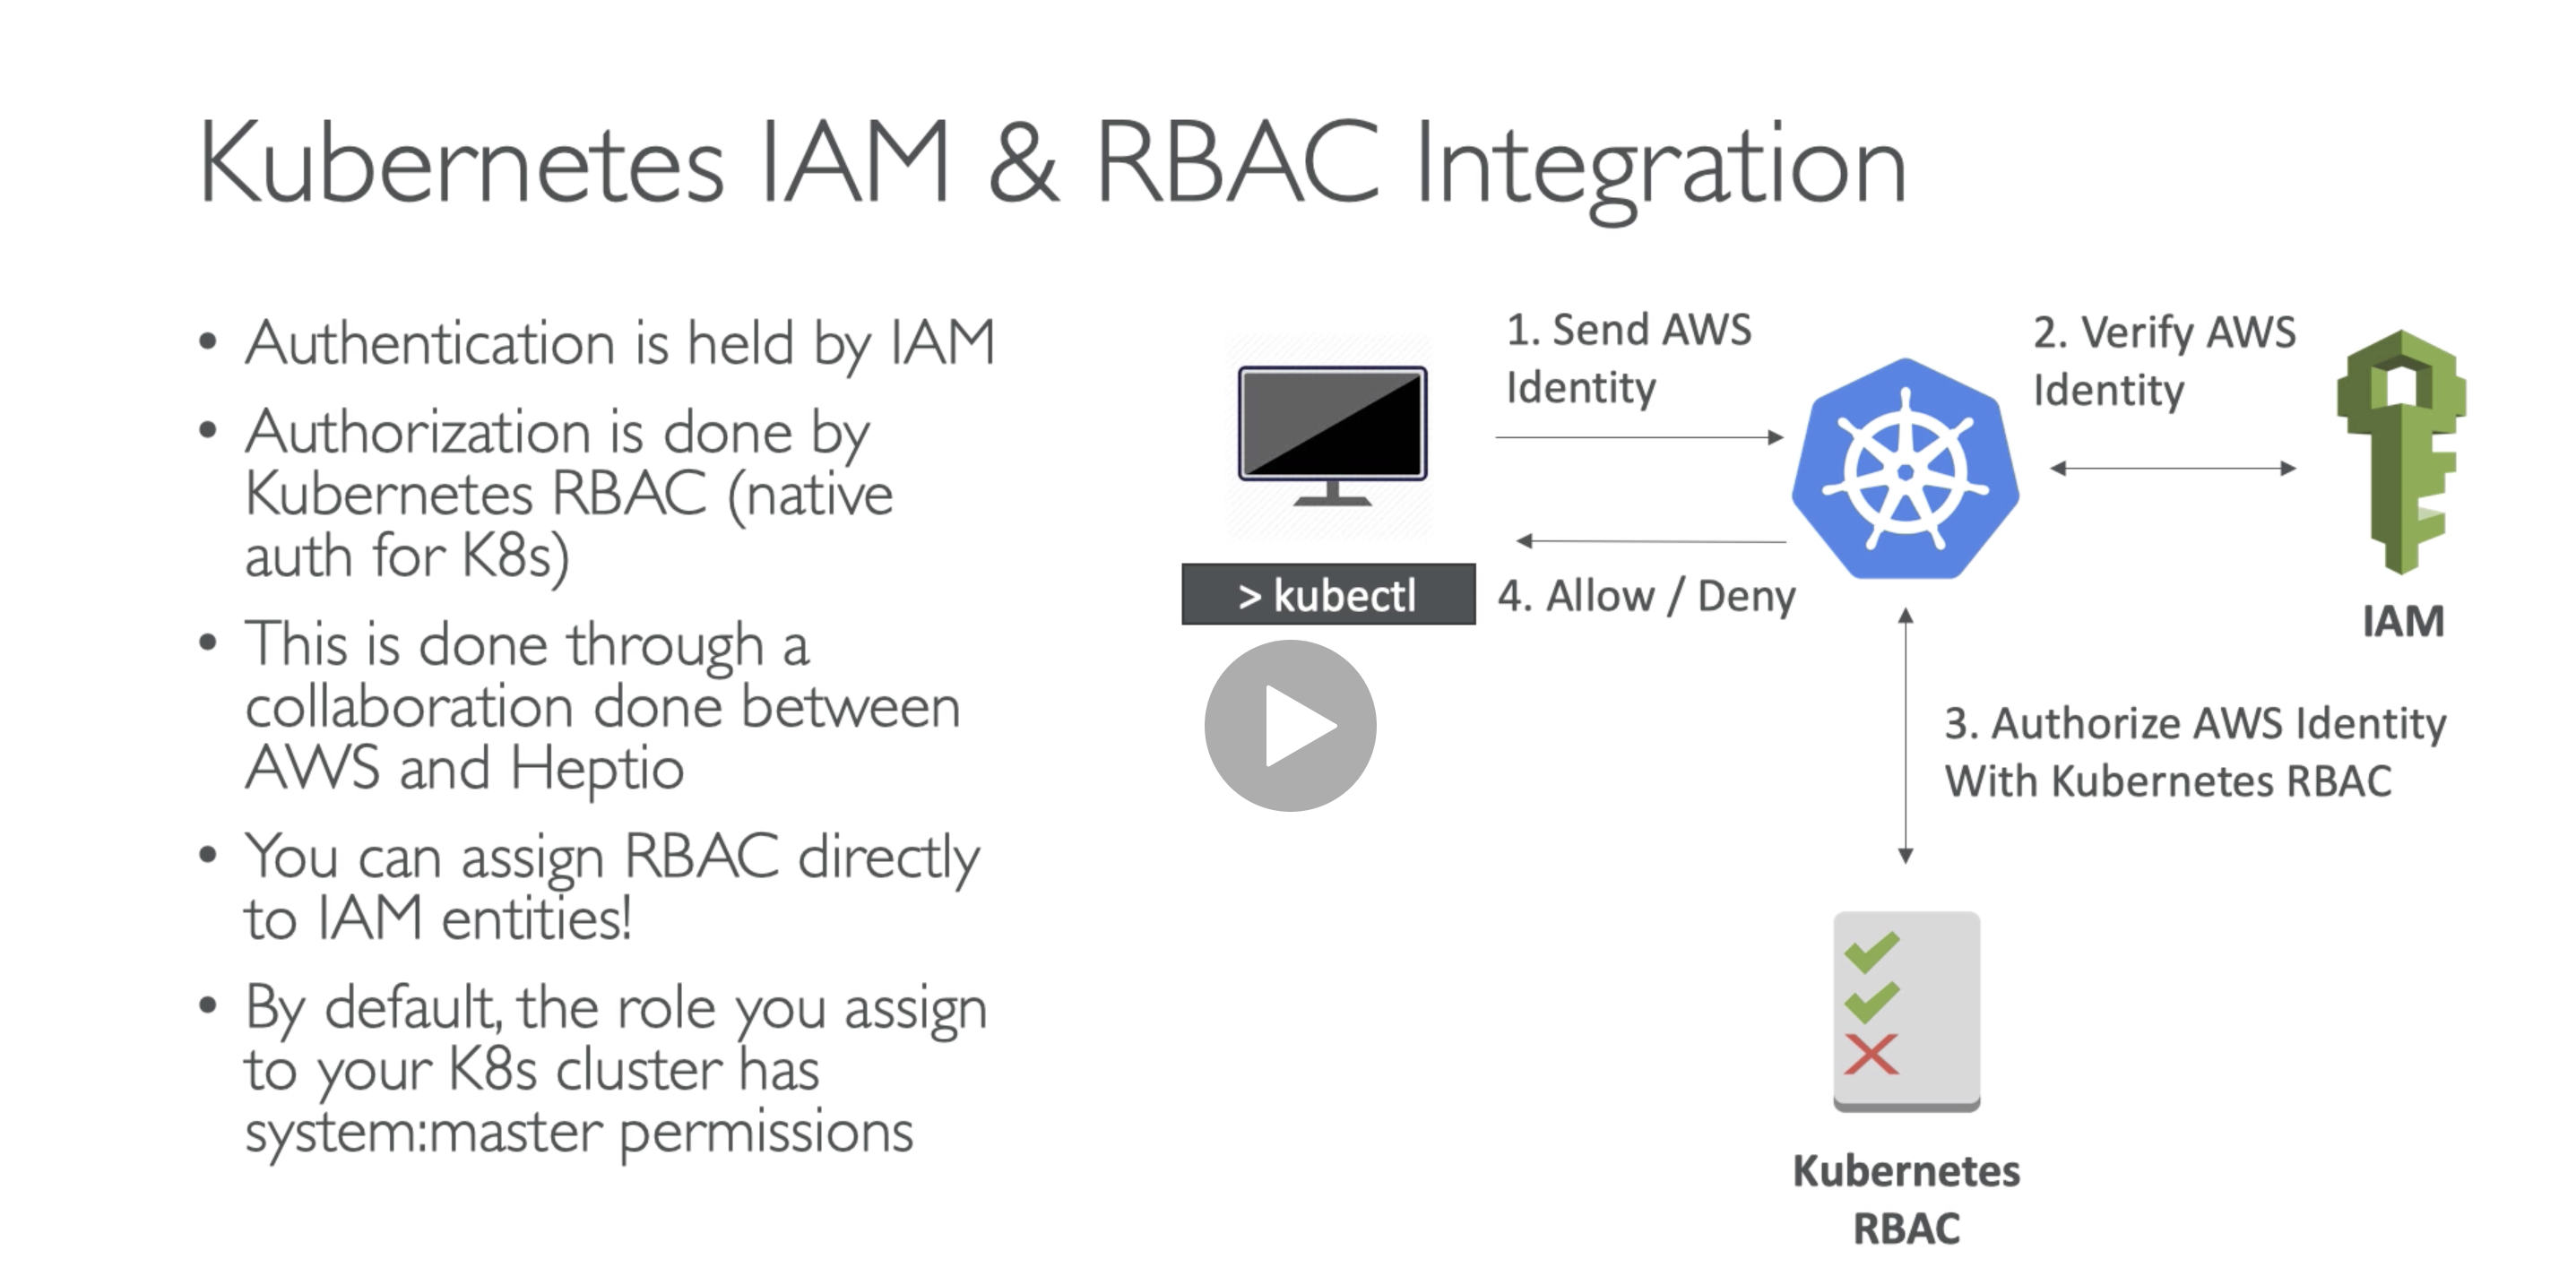 Kubernetes IAM & RBAC Integration
• Authentication is held by IAM
• Authorization is done by
Kubernetes RBAC (native
auth for K8s)
• This is done through a
collaboration done between
AWS and Heptio
• You can assign RBAC directly
to IAM entities!
• By default, the role you assign
to your K8s cluster has
system:master permissions
1. Send AWS
Identity
2. Verify AWS
Identity
> kubectl
4. Allow / Deny
IAM
3. Authorize AWS Identity
With Kubernetes RBAC
Kubernetes
RBAC